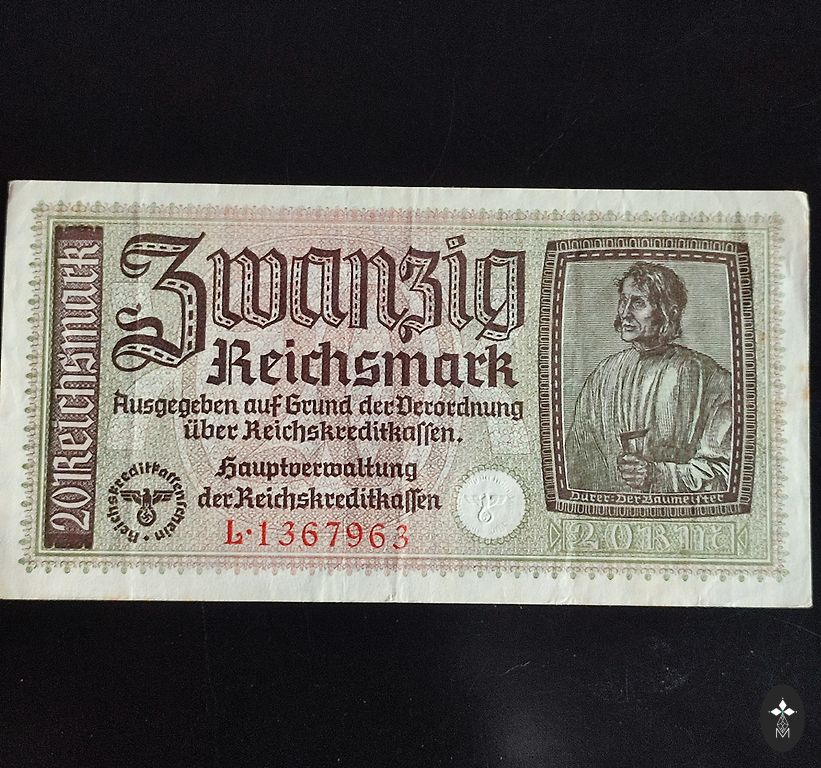 20 Reichsmark
Zwanzig
Reichsmark
Ausgegeben auf Grund der Verordnung
über Reichskreditkassen.
Hauptverwaltung
der Reichskreditkassen
Reichskreditkassenschein
L·1367963
Dürer: Der Baumeister
20 RM
M